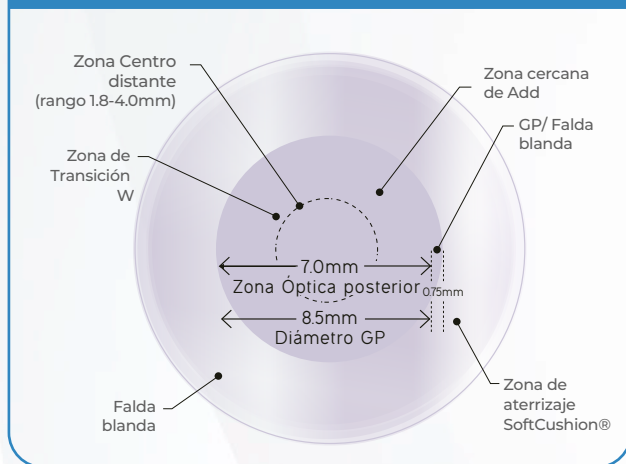 Zona Centro
distante
(rango 1.8-4.0mm)
Zona cercana
de Add
GP/ Falda
blanda
Zona de
Transición
W
7.0mm
Zona Óptica posterior
0.75mm
8.5mm
Diámetro GP
Falda
blanda
Zona de
aterrizaje
SoftCushion®